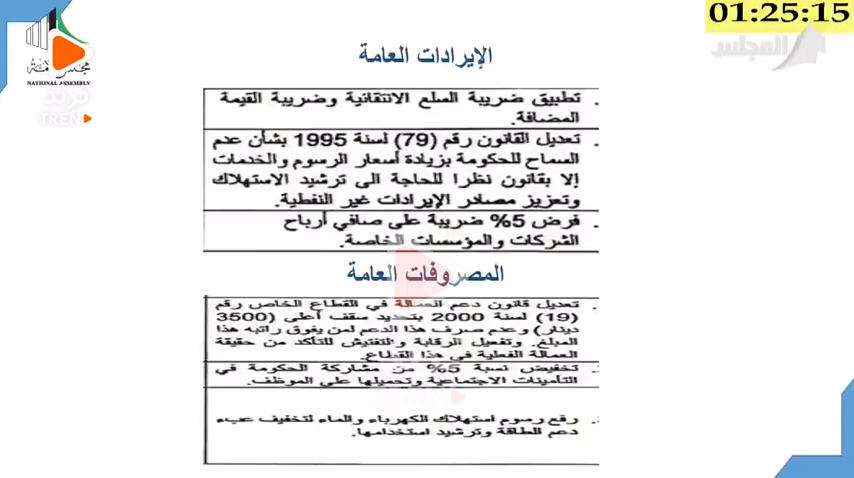 01:25:15
المجلس
مجلس الأمة
NATIONAL ASSEMBLY
ترند
TREND
الإيرادات العامة
تطبيق ضريبة السلع الانتقائية وضريبة القيمة
المضافة.
تعديل القانون رقم (79) لسنة 1995 بشأن عدم
السماح للحكومة بزيادة أسعار الرسوم والخدمات
إلا بقانون نظرا للحاجة الى ترشيد الاستهلاك
وتعزيز مصادر الإيرادات غير النفطية.
فرض 5% ضريبة على صافي أرباح
الشركات والمؤسسات الخاصة.
المصروفات العامة
تعديل قانون دعم العمالة في القطاع الخاص رقم
(19) لسنة 2000 بتحديد سقف أعلى (3500
دينار) وعدم صرف هذا الدعم لمن يفوق راتبه هذا
المبلغ. وتفعيل الرقابة والتفتيش للتأكد من حقيقة
العمالة الفعلية في هذا القطاع.
تخفيض نسبة 5% من مشاركة الحكومة في
التأمينات الاجتماعية وتحميلها على الموظف.
رفع رسوم استهلاك الكهرباء والماء لتخفيف عبء
دعم الطاقة وترشيد استخدامها.